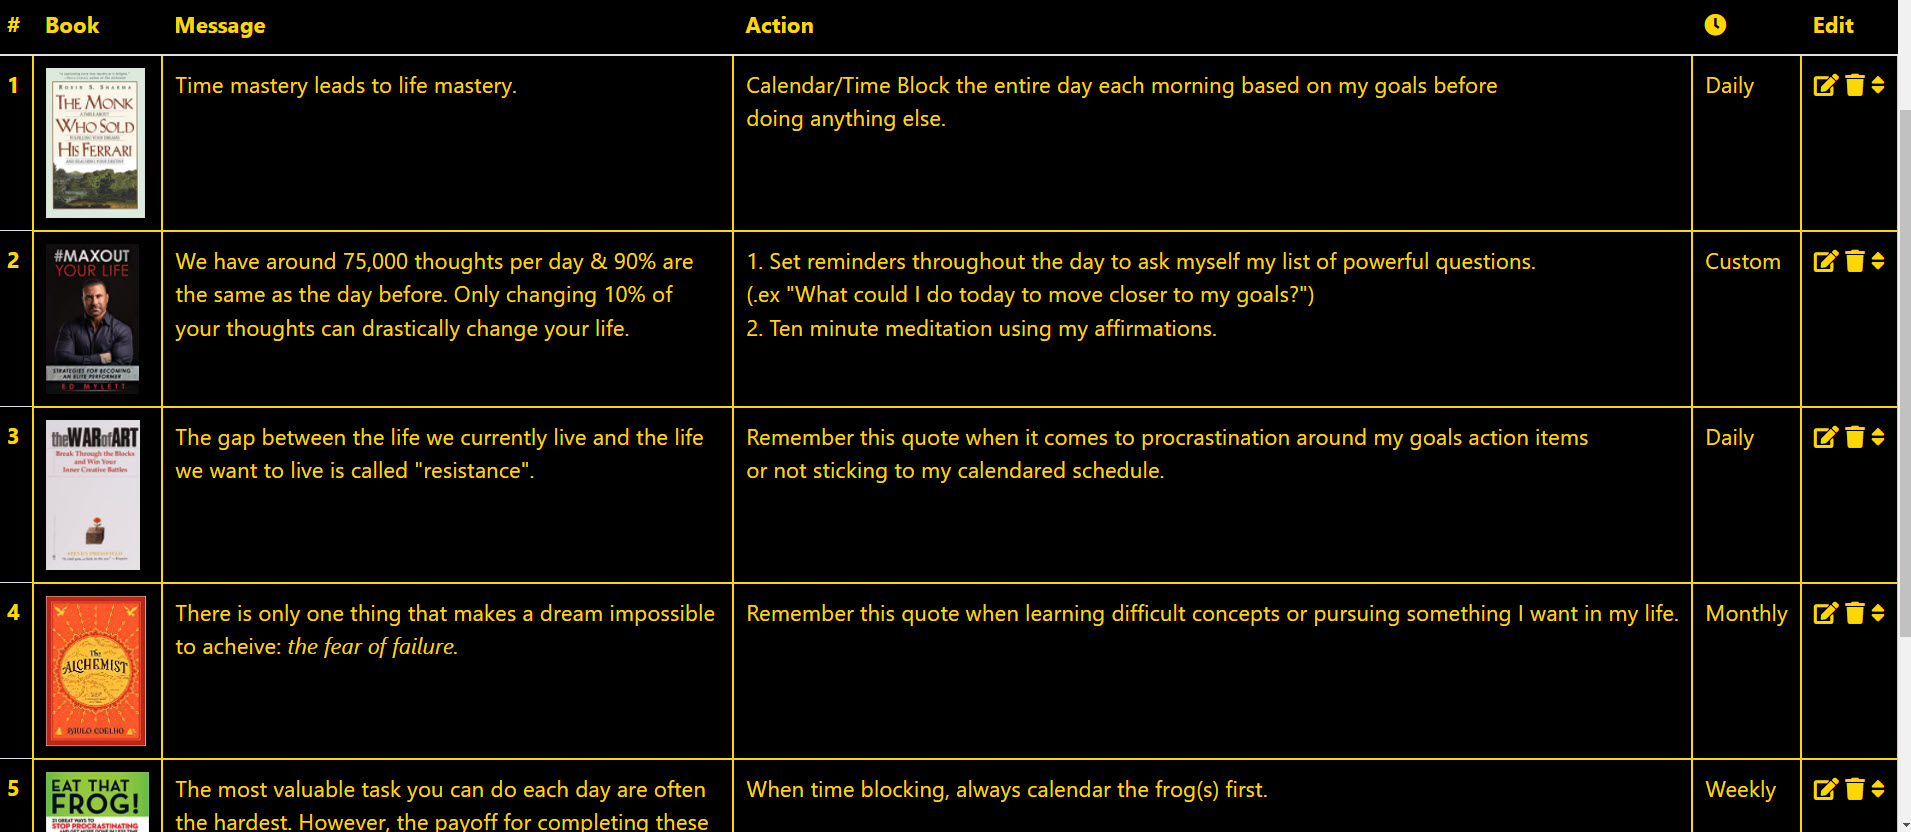 # Book Message Action Edit
1
ROBIN S. SHARMA
THE MONK
WHO SOLD
HIS FERRARI
Time mastery leads to life mastery.
Calendar/Time Block the entire day each morning based on my goals before
doing anything else.
Daily
2
#MAXOUT
YOUR LIFE
STRATEGIES FOR BECOMING
AN ELITE PERFORMER
ED MYLETT
We have around 75,000 thoughts per day & 90% are
the same as the day before. Only changing 10% of
your thoughts can drastically change your life.
1. Set reminders throughout the day to ask myself my list of powerful questions.
(.ex "What could I do today to move closer to my goals?")
2. Ten minute meditation using my affirmations.
Custom
3
theWARofART
Break Through the Blocks
and Win Your
Inner Creative Battles
STEVEN PRESSFIELD
The gap between the life we currently live and the life
we want to live is called "resistance".
Remember this quote when it comes to procrastination around my goals action items
or not sticking to my calendared schedule.
Daily
4
The
ALCHEMIST
PAULO COELHO
There is only one thing that makes a dream impossible
to acheive: the fear of failure.
Remember this quote when learning difficult concepts or pursuing something I want in my life.
Monthly
5
EAT THAT
FROG!
21 GREAT WAYS TO
STOP PROCRASTINATING
The most valuable task you can do each day are often
the hardest. However, the payoff for completing these
When time blocking, always calendar the frog(s) first.
Weekly